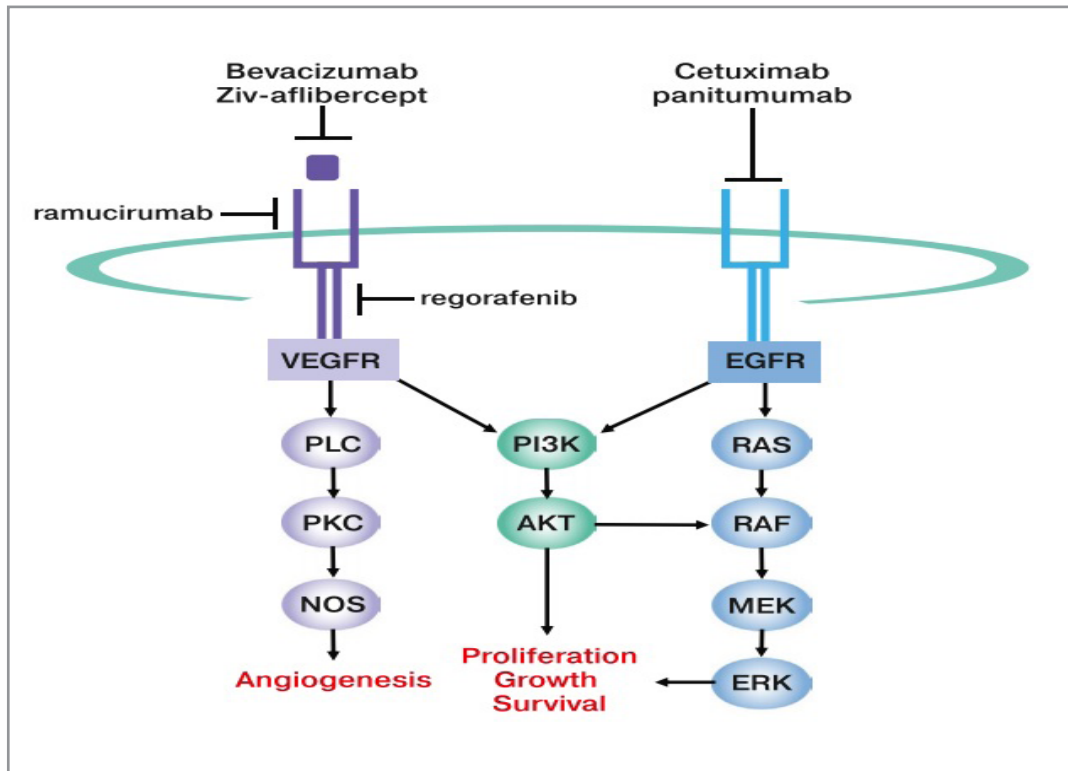 Bevacizumab
Ziv-aflibercept
Cetuximab
panitumumab
ramucirumab
regorafenib
VEGFR
EGFR
PLC
PI3K
RAS
PKC
AKT
RAF
NOS
MEK
Angiogenesis
Proliferation
Growth
Survival
ERK